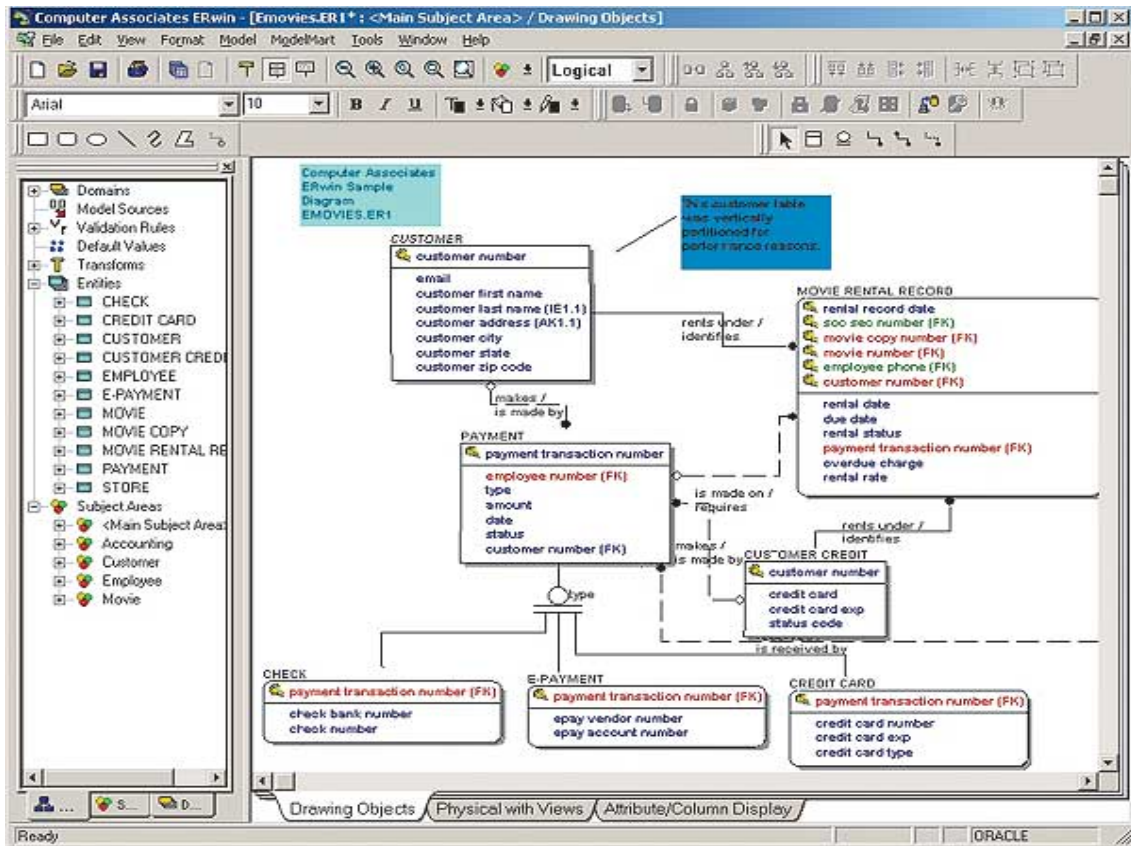 Computer Associates ERwin - [Emovies.ER1* : <Main Subject Area> / Drawing Objects]
File Edit View Format Model ModelMart Tools Window Help
Logical
Arial 10 B I U
Domains
Model Sources
Validation Rules
Default Values
Transforms
Entities
CHECK
CREDIT CARD
CUSTOMER
CUSTOMER CREDI
EMPLOYEE
E-PAYMENT
MOVIE
MOVIE COPY
MOVIE RENTAL RE
PAYMENT
STORE
Subject Areas
<Main Subject Area>
Accounting
Customer
Employee
Movie
... S... D...
Computer Associates
ERwin Sample
Diagram
EMOVIES.ER1
This customer table
was vertically
partitioned for
performance reasons.
CUSTOMER
customer number
email
customer first name
customer last name (IE1.1)
customer address (AK1.1)
customer city
customer state
customer zip code
rents under /
identifies
MOVIE RENTAL RECORD
rental record date
soc sec number (FK)
movie copy number (FK)
movie number (FK)
employee phone (FK)
customer number (FK)
rental date
due date
rental status
payment transaction number (FK)
overdue charge
rental rate
makes /
is made by
PAYMENT
payment transaction number
employee number (FK)
type
amount
date
status
customer number (FK)
is made on /
requires
rents under /
identifies
makes /
is made by
CUSTOMER CREDIT
customer number
credit card
credit card exp
status code
is received by
type
CHECK
payment transaction number (FK)
check bank number
check number
E-PAYMENT
payment transaction number (FK)
epay vendor number
epay account number
CREDIT CARD
payment transaction number (FK)
credit card number
credit card exp
credit card type
Drawing Objects Physical with Views Attribute/Column Display
Ready ORACLE